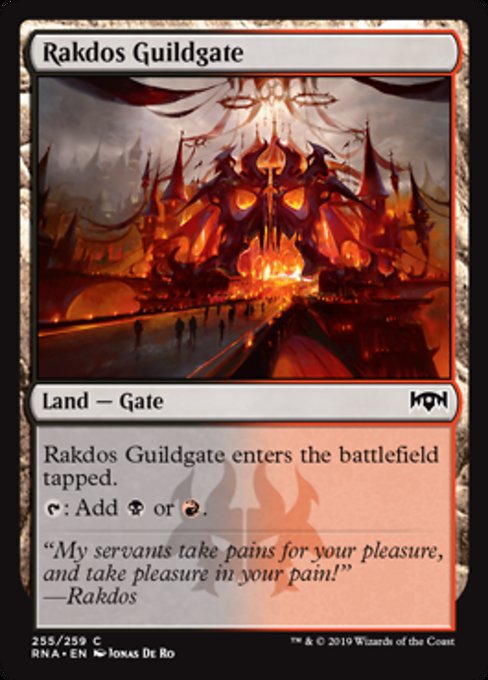 Rakdos Guildgate
Land — Gate
Rakdos Guildgate enters the battlefield
tapped.
: Add or .
“My servants take pains for your pleasure,
and take pleasure in your pain!”
—Rakdos
255/259 C
RNA • EN Jonas De Ro
™ & © 2019 Wizards of the Coast